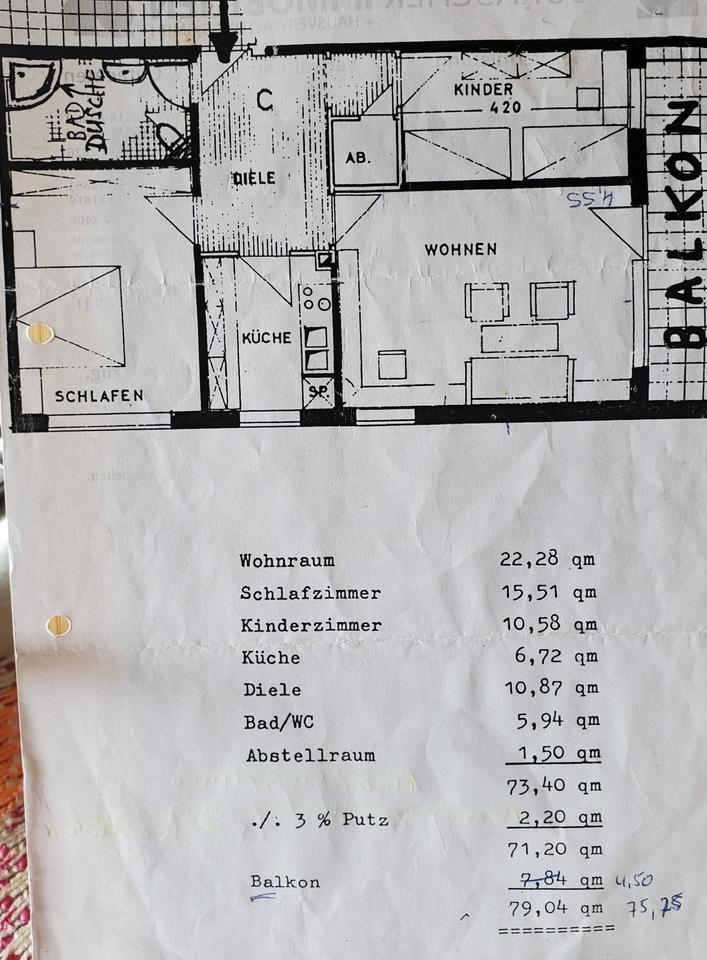 BAD
DUSCHE
C
DIELE
AB.
KINDER
420
4.55
BALKON
WOHNEN
KÜCHE
SP.
SCHLAFEN
Wohnraum 22,28 qm
Schlafzimmer 15,51 qm
Kinderzimmer 10,58 qm
Küche 6,72 qm
Diele 10,87 qm
Bad/WC 5,94 qm
Abstellraum 1,50 qm
73,40 qm
./. 3 % Putz 2,20 qm
71,20 qm
Balkon 7,84 qm 4,50
79,04 qm 75,75
==========